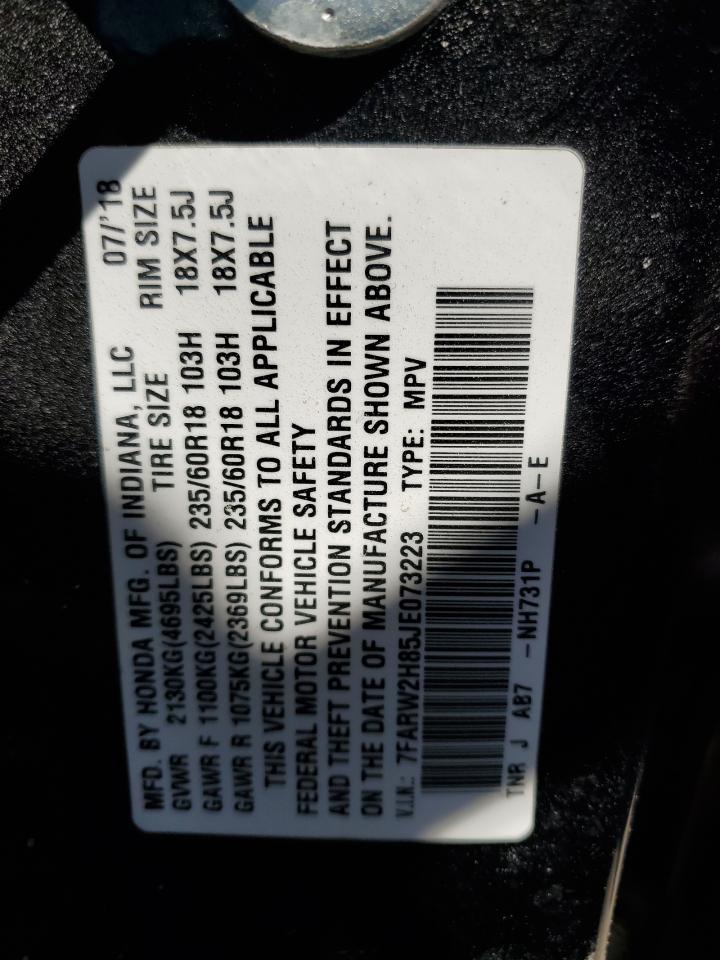 MFD. BY HONDA MFG. OF INDIANA, LLC 07/'18
GVWR 2130KG(4695LBS) TIRE SIZE RIM SIZE
GAWR F 1100KG(2425LBS) 235/60R18 103H 18X7.5J
GAWR R 1075KG(2369LBS) 235/60R18 103H 18X7.5J
THIS VEHICLE CONFORMS TO ALL APPLICABLE
FEDERAL MOTOR VEHICLE SAFETY
AND THEFT PREVENTION STANDARDS IN EFFECT
ON THE DATE OF MANUFACTURE SHOWN ABOVE.
V.I.N.: 7FARW2H85JE073223 TYPE: MPV
TNR J AB7 -NH731P -A-E